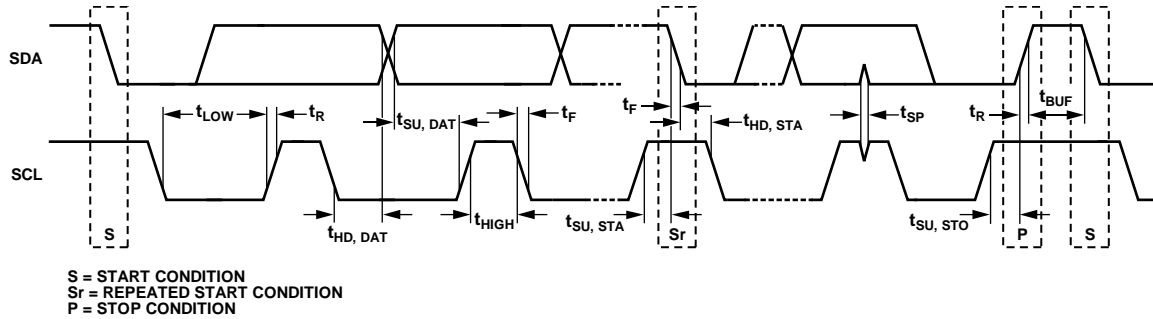 SDA
tLOW
tR
tSU, DAT
tF
tF
tHD, STA
tSP
tR
tBUF
SCL
S
tHD, DAT
tHIGH
tSU, STA
Sr
tSU, STO
P
S
S = START CONDITION
Sr = REPEATED START CONDITION
P = STOP CONDITION